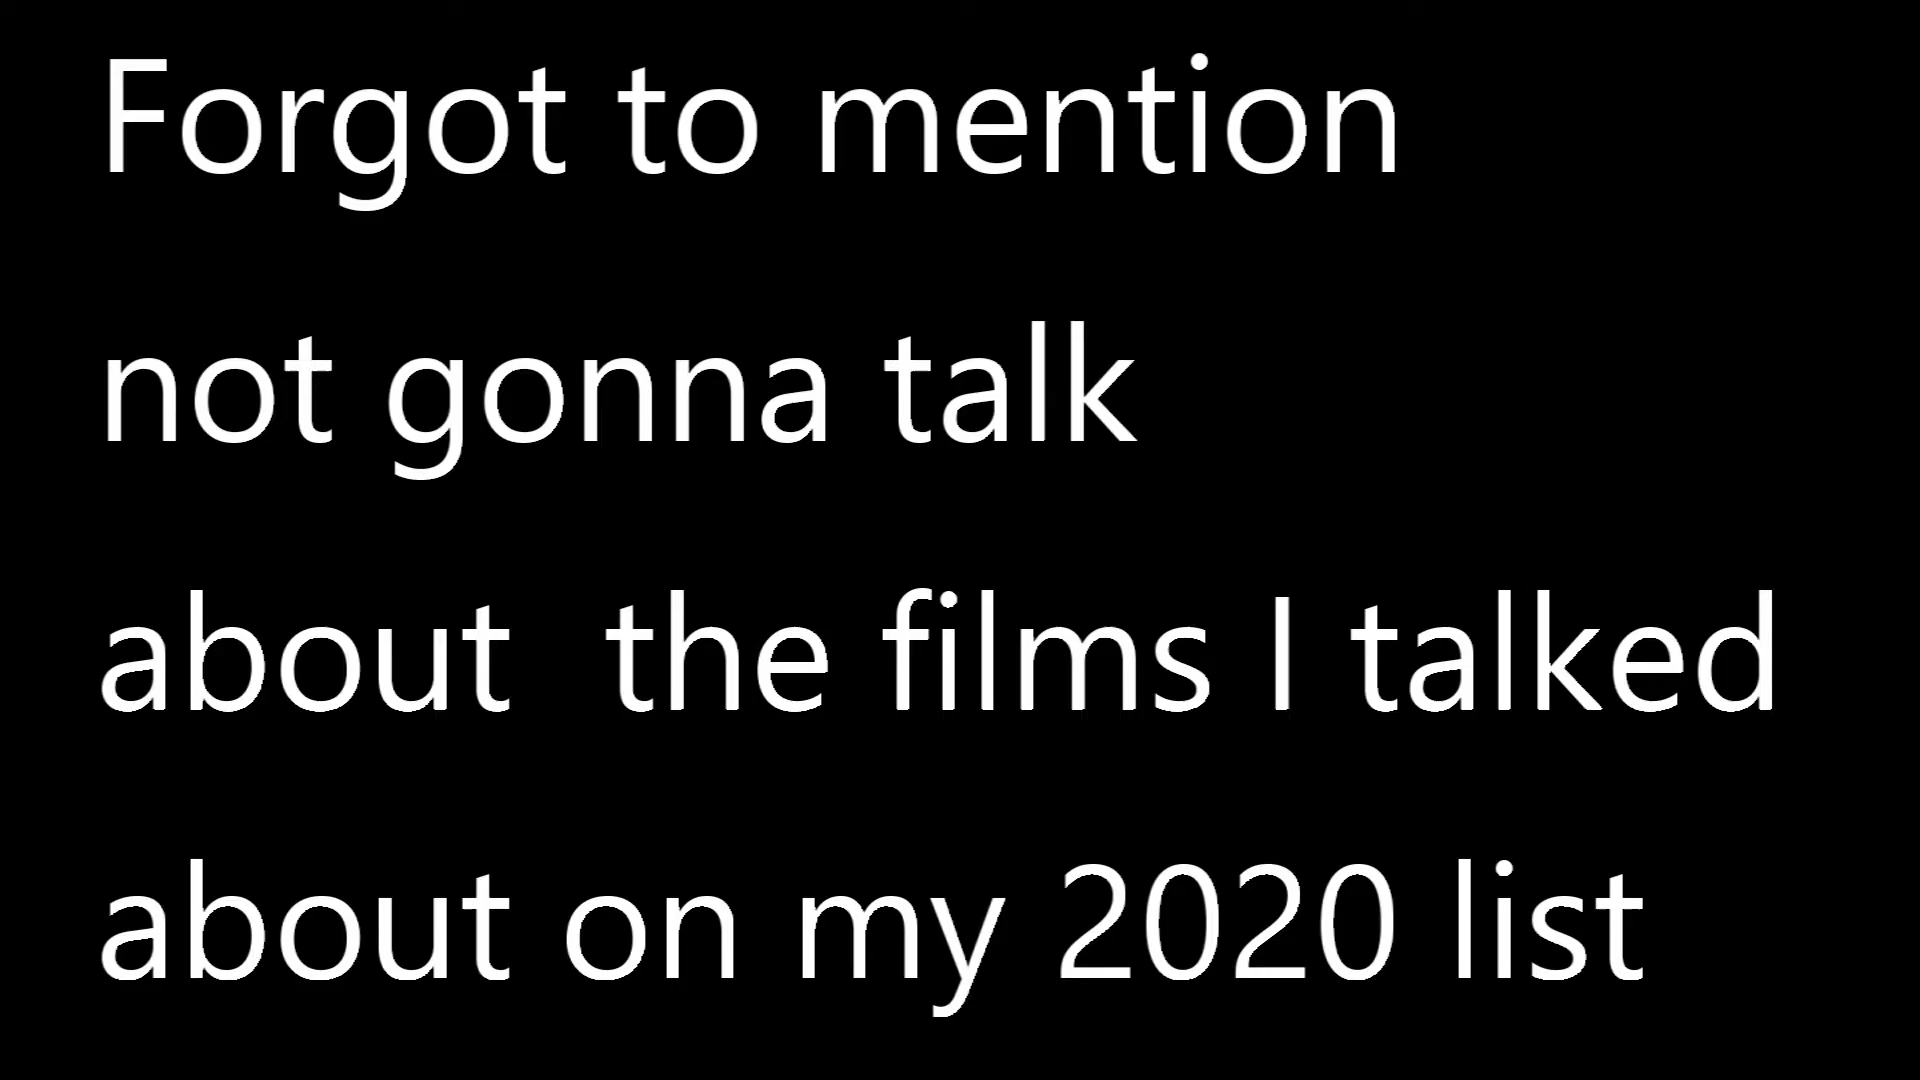 Forgot to mention
not gonna talk
about  the films I talked
about on my 2020 list